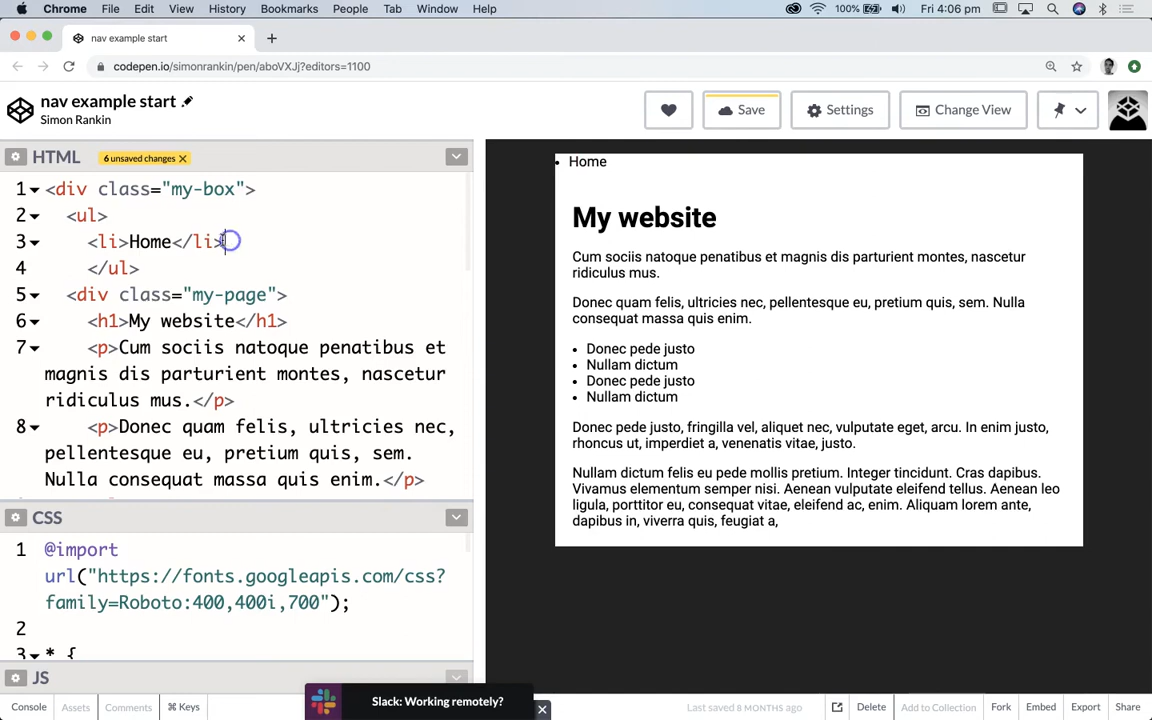 Chrome File Edit View History Bookmarks People Tab Window Help 100% Fri 4:06 pm
nav example start
codepen.io/simonrankin/pen/aboVXJj?editors=1100
nav example start
Simon Rankin
Save Settings Change View
HTML 6 unsaved changes
1 <div class="my-box">
2 <ul>
3 <li>Home</li>
4 </ul>
5 <div class="my-page">
6 <h1>My website</h1>
7 <p>Cum sociis natoque penatibus et
magnis dis parturient montes, nascetur
ridiculus mus.</p>
8 <p>Donec quam felis, ultricies nec,
pellentesque eu, pretium quis, sem.
Nulla consequat massa quis enim.</p>
CSS
1 @import
url("https://fonts.googleapis.com/css?
family=Roboto:400,400i,700");
2
3 * {
JS
Home
My website
Cum sociis natoque penatibus et magnis dis parturient montes, nascetur
ridiculus mus.
Donec quam felis, ultricies nec, pellentesque eu, pretium quis, sem. Nulla
consequat massa quis enim.
• Donec pede justo
• Nullam dictum
• Donec pede justo
• Nullam dictum
Donec pede justo, fringilla vel, aliquet nec, vulputate eget, arcu. In enim justo,
rhoncus ut, imperdiet a, venenatis vitae, justo.
Nullam dictum felis eu pede mollis pretium. Integer tincidunt. Cras dapibus.
Vivamus elementum semper nisi. Aenean vulputate eleifend tellus. Aenean leo
ligula, porttitor eu, consequat vitae, eleifend ac, enim. Aliquam lorem ante,
dapibus in, viverra quis, feugiat a,
Slack: Working remotely?
Console Assets Comments ⌘ Keys Last saved 8 MONTHS ago Delete Add to Collection Fork Embed Export Share